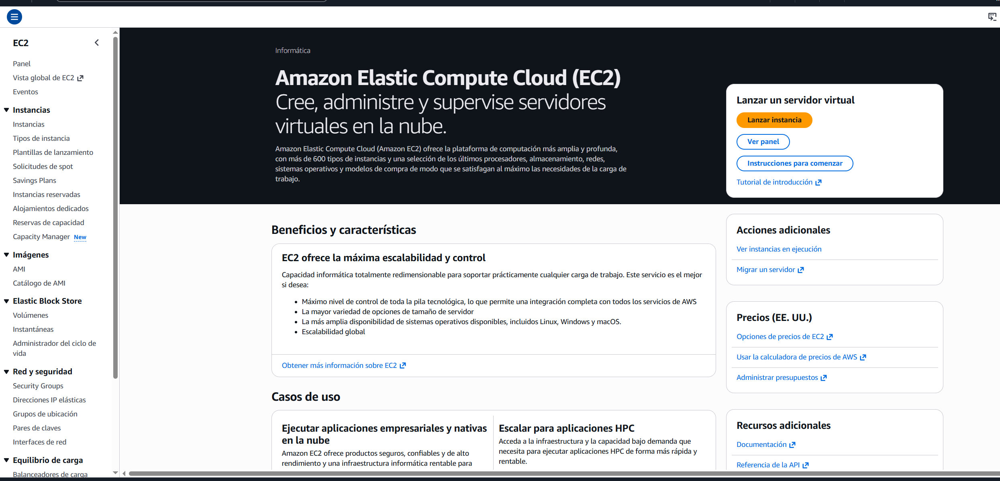 EC2
Panel
Vista global de EC2
Eventos
Instancias
Instancias
Tipos de instancia
Plantillas de lanzamiento
Solicitudes de spot
Savings Plans
Instancias reservadas
Alojamientos dedicados
Reservas de capacidad
Capacity Manager New
Imágenes
AMI
Catálogo de AMI
Elastic Block Store
Volúmenes
Instantáneas
Administrador del ciclo de
vida
Red y seguridad
Security Groups
Direcciones IP elásticas
Grupos de ubicación
Pares de claves
Interfaces de red
Equilibrio de carga
Balanceadores de carga
Informática
Amazon Elastic Compute Cloud (EC2)
Cree, administre y supervise servidores
virtuales en la nube.
Amazon Elastic Compute Cloud (Amazon EC2) ofrece la plataforma de computación más amplia y profunda,
con más de 600 tipos de instancias y una selección de los últimos procesadores, almacenamiento, redes,
sistemas operativos y modelos de compra de modo que se satisfagan al máximo las necesidades de la carga de
trabajo.
Lanzar un servidor virtual
Lanzar instancia
Ver panel
Instrucciones para comenzar
Tutorial de introducción
Beneficios y características
EC2 ofrece la máxima escalabilidad y control
Capacidad informática totalmente redimensionable para soportar prácticamente cualquier carga de trabajo. Este servicio es el mejor
si desea:
• Máximo nivel de control de toda la pila tecnológica, lo que permite una integración completa con todos los servicios de AWS
• La mayor variedad de opciones de tamaño de servidor
• La más amplia disponibilidad de sistemas operativos disponibles, incluidos Linux, Windows y macOS.
• Escalabilidad global
Obtener más información sobre EC2
Casos de uso
Ejecutar aplicaciones empresariales y nativas
en la nube
Amazon EC2 ofrece productos seguros, confiables y de alto
rendimiento y una infraestructura informática rentable para
Escalar para aplicaciones HPC
Acceda a la infraestructura y la capacidad bajo demanda que
necesita para ejecutar aplicaciones HPC de forma más rápida y
rentable.
Acciones adicionales
Ver instancias en ejecución
Migrar un servidor
Precios (EE. UU.)
Opciones de precios de EC2
Usar la calculadora de precios de AWS
Administrar presupuestos
Recursos adicionales
Documentación
Referencia de la API